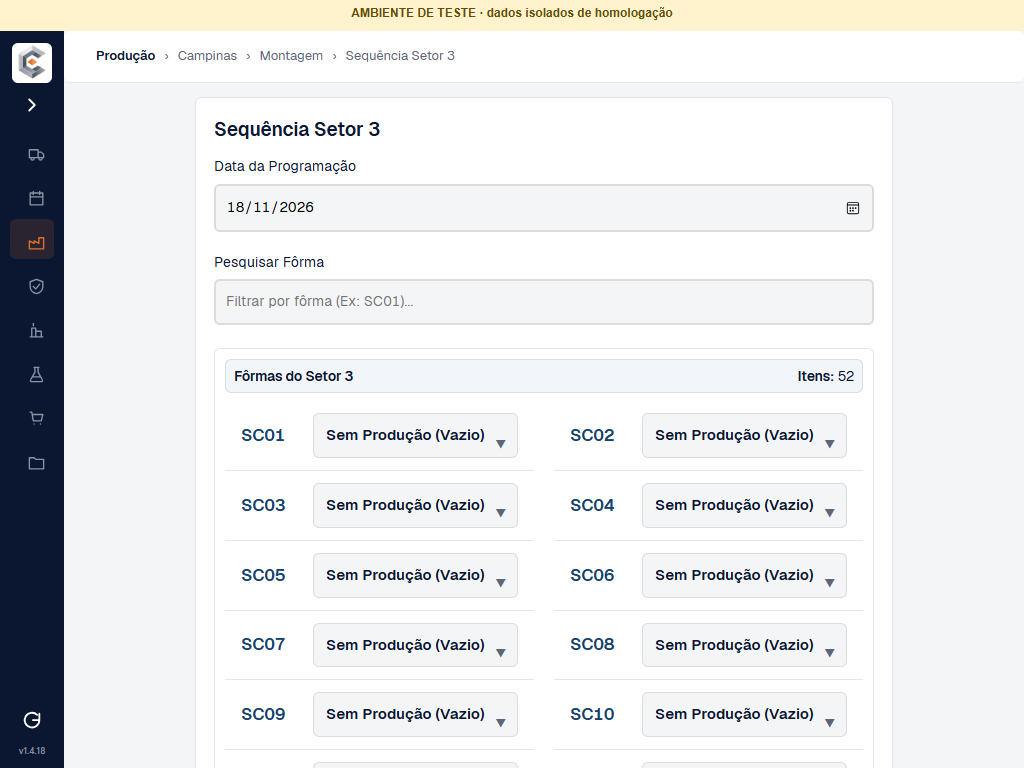 AMBIENTE DE TESTE · dados isolados de homologação
Produção › Campinas › Montagem › Sequência Setor 3
Sequência Setor 3
Data da Programação
18/11/2026
Pesquisar Fôrma
Filtrar por fôrma (Ex: SC01)...
Fôrmas do Setor 3 Itens: 52
SC01 Sem Produção (Vazio) SC02 Sem Produção (Vazio)
SC03 Sem Produção (Vazio) SC04 Sem Produção (Vazio)
SC05 Sem Produção (Vazio) SC06 Sem Produção (Vazio)
SC07 Sem Produção (Vazio) SC08 Sem Produção (Vazio)
SC09 Sem Produção (Vazio) SC10 Sem Produção (Vazio)
v1.4.18